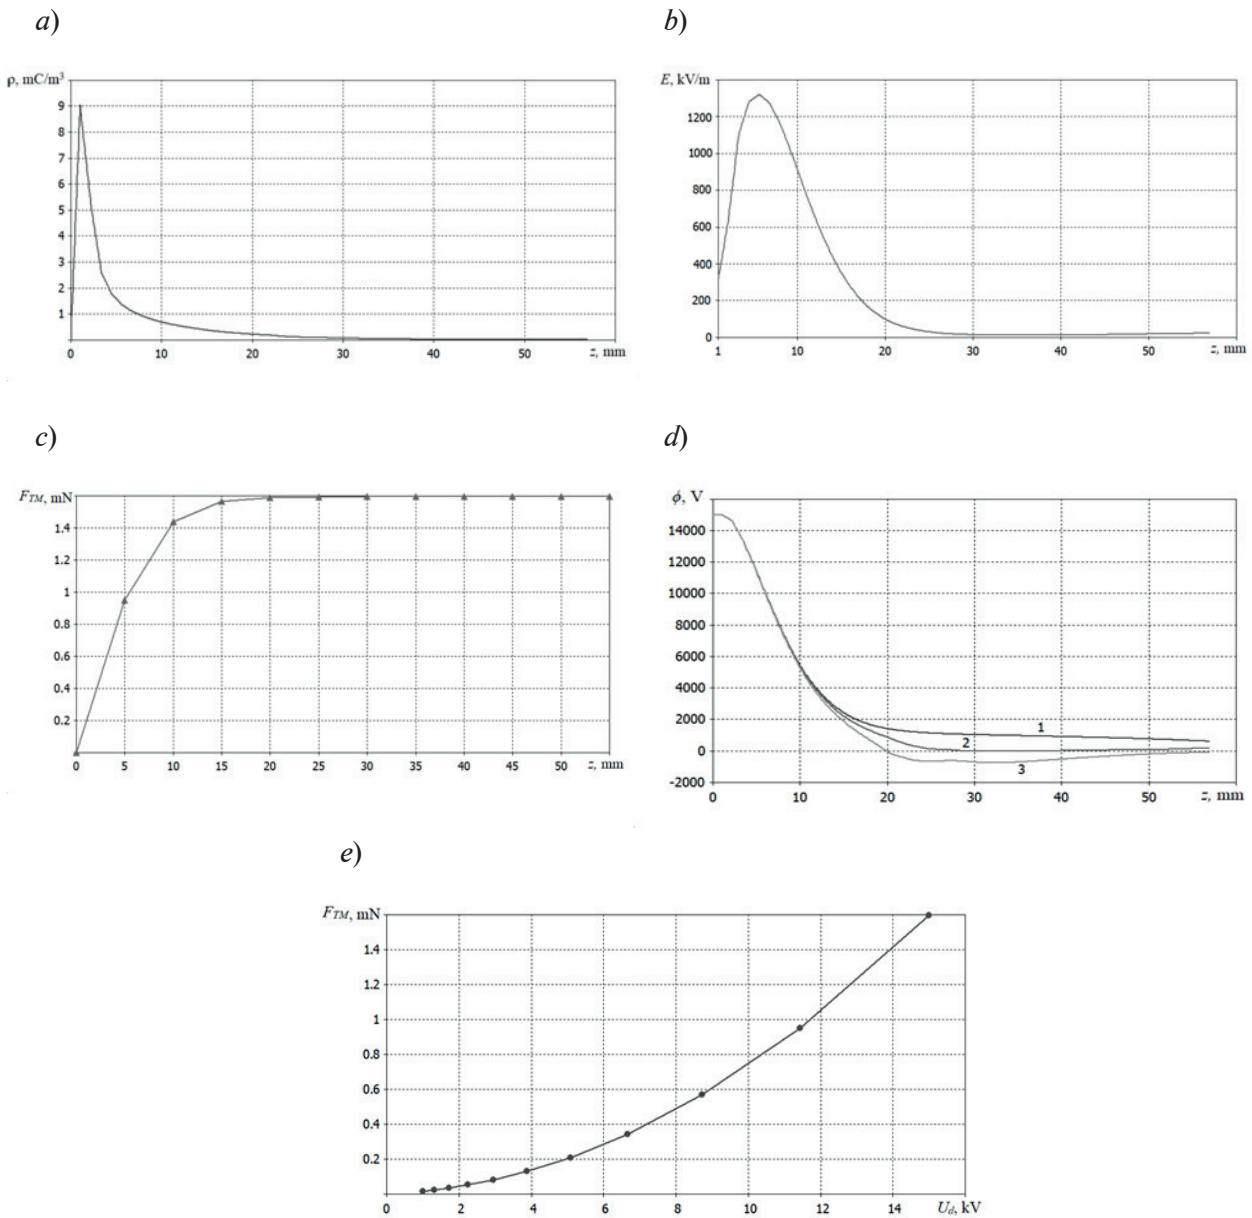 a)
ρ, mC/m³
9
8
7
6
5
4
3
2
1
0 10 20 30 40 50 z, mm
b)
E, kV/m
1200
1000
800
600
400
200
0
1 10 20 30 40 50 z, mm
c)
F_TM, mN
1.4
1.2
1
0.8
0.6
0.4
0.2
0 5 10 15 20 25 30 35 40 45 50 z, mm
d)
ϕ, V
14000
12000
10000
8000
6000
4000
2000
0
-2000
1
2
3
0 10 20 30 40 50 z, mm
e)
F_TM, mN
1.4
1.2
1
0.8
0.6
0.4
0.2
0 2 4 6 8 10 12 14 U_d, kV